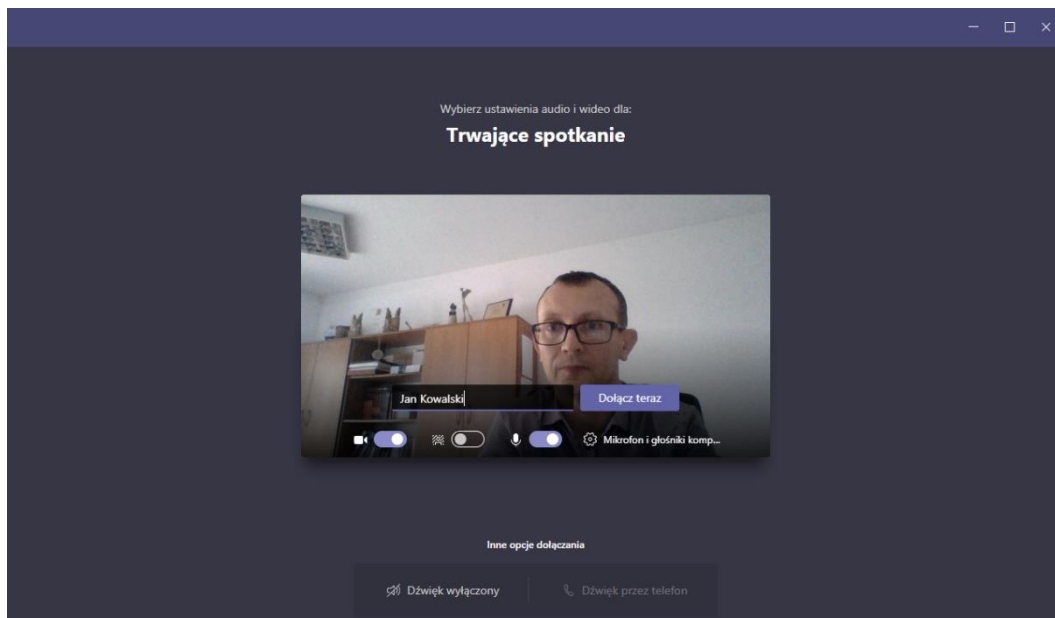 Wybierz ustawienia audio i wideo dla:
Trwające spotkanie
Jan Kowalski
Dołącz teraz
Mikrofon i głośniki komp...
Inne opcje dołączania
Dźwięk wyłączony
Dźwięk przez telefon